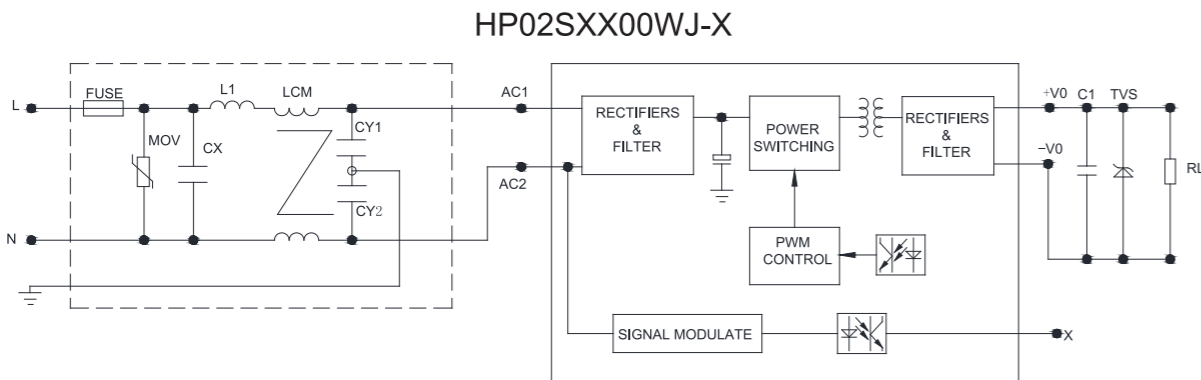 HP02SXX00WJ-X
L
FUSE
L1
LCM
MOV
CX
CY1
CY2
N
AC1
AC2
RECTIFIERS
&
FILTER
POWER
SWITCHING
RECTIFIERS
&
FILTER
PWM
CONTROL
SIGNAL MODULATE
+V0
C1
TVS
−V0
RL
X